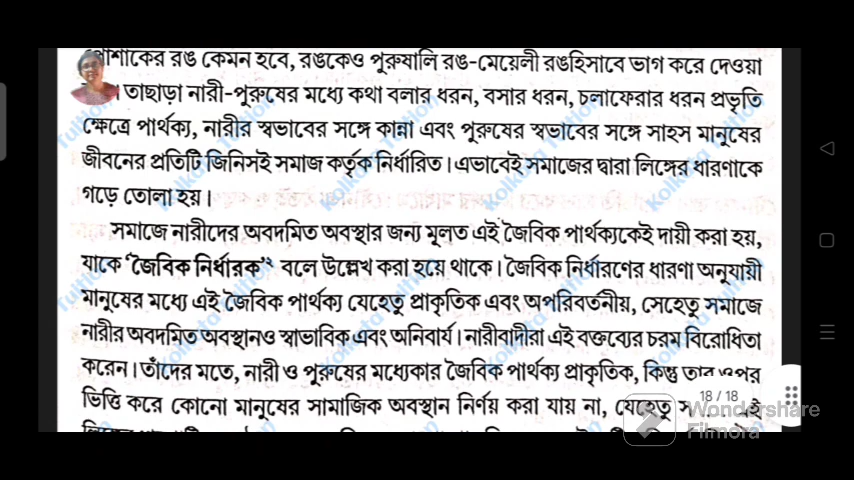 পোশাকের রঙ কেমন হবে, রঙকেও পুরুষালি রঙ-মেয়েলী রঙহিসাবে ভাগ করে দেওয়া
তাছাড়া নারী-পুরুষের মধ্যে কথা বলার ধরন, বসার ধরন, চলাফেরার ধরন প্রভৃতি
ক্ষেত্রে পার্থক্য, নারীর স্বভাবের সঙ্গে কান্না এবং পুরুষের স্বভাবের সঙ্গে সাহস মানুষের
জীবনের প্রতিটি জিনিসই সমাজ কর্তৃক নির্ধারিত। এভাবেই সমাজের দ্বারা লিঙ্গের ধারণাকে
গড়ে তোলা হয়।
সমাজে নারীদের অবদমিত অবস্থার জন্য মূলত এই জৈবিক পার্থক্যকেই দায়ী করা হয়,
যাকে ‘জৈবিক নির্ধারক” বলে উল্লেখ করা হয়ে থাকে। জৈবিক নির্ধারণের ধারণা অনুযায়ী
মানুষের মধ্যে এই জৈবিক পার্থক্য যেহেতু প্রাকৃতিক এবং অপরিবর্তনীয়, সেহেতু সমাজে
নারীর অবদমিত অবস্থানও স্বাভাবিক এবং অনিবার্য। নারীবাদীরা এই বক্তব্যের চরম বিরোধিতা
করেন। তাঁদের মতে, নারী ও পুরুষের মধ্যেকার জৈবিক পার্থক্য প্রাকৃতিক, কিন্তু তার ওপর
ভিত্তি করে কোনো মানুষের সামাজিক অবস্থান নির্ণয় করা যায় না, যেহেতু এই
18 / 18
Wondershare
Filmora
Kolkata Tuition